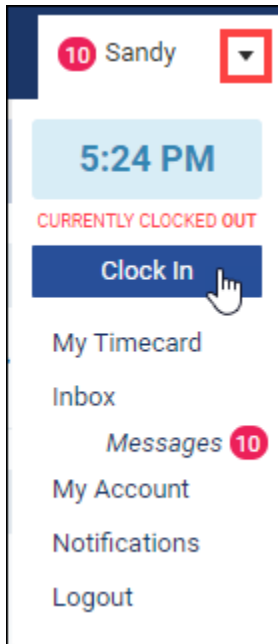 10 Sandy
5:24 PM
CURRENTLY CLOCKED OUT
Clock In
My Timecard
Inbox
Messages 10
My Account
Notifications
Logout